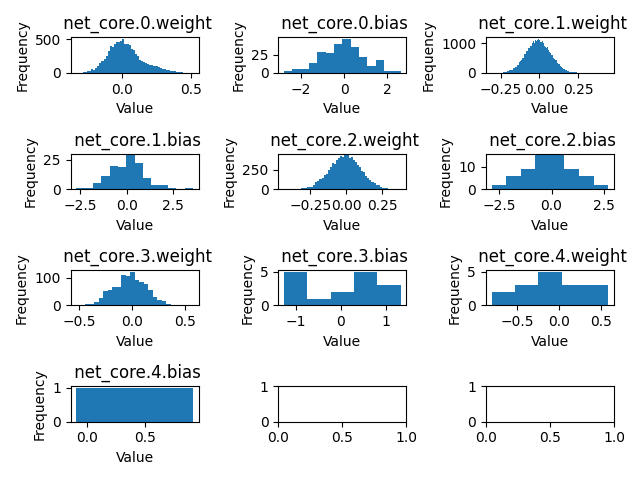 net_core.0.weight net_core.0.bias net_core.1.weight
Frequency 500 0 0.0 0.5 Value
Frequency 25 0 −2 0 2 Value
Frequency 1000 0 −0.25 0.00 0.25 Value
net_core.1.bias net_core.2.weight net_core.2.bias
Frequency 25 0 −2.5 0.0 2.5 Value
Frequency 250 0 −0.25 0.00 0.25 Value
Frequency 10 0 −2.5 0.0 2.5 Value
net_core.3.weight net_core.3.bias net_core.4.weight
Frequency 100 0 −0.5 0.0 0.5 Value
Frequency 5 0 −1 0 1 Value
Frequency 5 0 −0.5 0.0 0.5 Value
net_core.4.bias
Frequency 1 0 0.0 0.5 Value
1 0 0.0 0.5 1.0
1 0 0.0 0.5 1.0